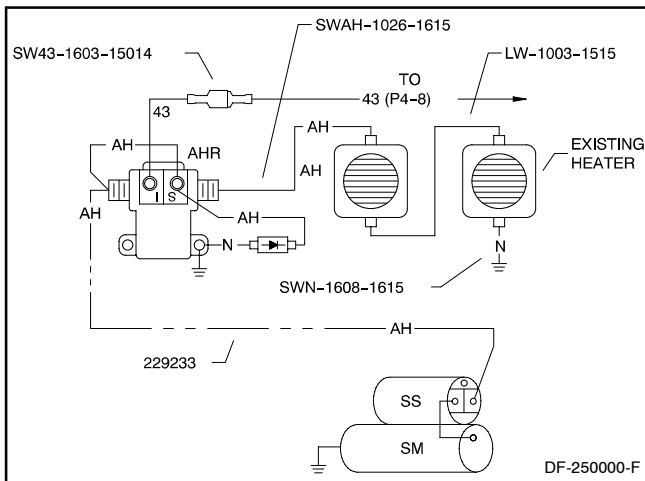 SWAH-1026-1615
SW43-1603-15014
LW-1003-1515
TO
43 (P4-8)
43
AH
AH
AHR
EXISTING
HEATER
AH
I S
AH
AH
AH
N
N
SWN-1608-1615
AH
229233
SS
SM
DF-250000-F